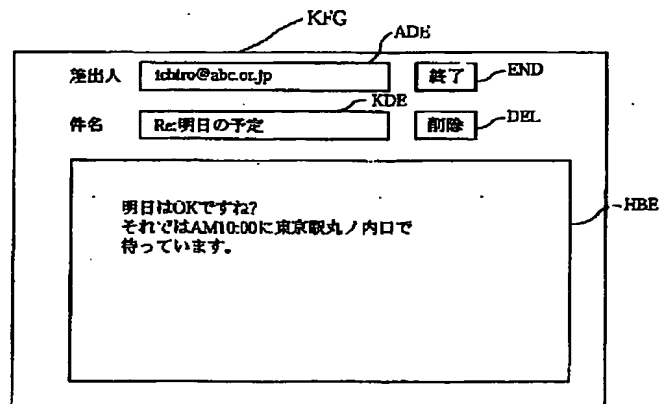 KFG
ADE
差出人 ichiro@abc.or.jp 終了 END
KDE
件名 Re:明日の予定 削除 DEL
明日はOKですね?
それではAM10:00に東京駅丸ノ内口で
待っています。
HBE